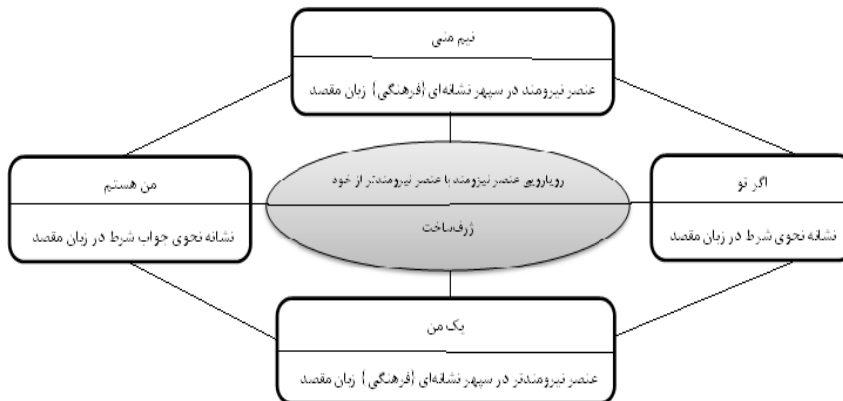 نیم منی
عنصر نیرومند در سپهر نشانه‌ای (فرهنگی) زبان مقصد
اگر تو
نشانه نحوی شرط در زبان مقصد
رویارویی عنصر نیرومند با عنصر نیرومندتر از خود
ژرف‌ساخت
من هستم
نشانه نحوی جواب شرط در زبان مقصد
یک من
عنصر نیرومندتر در سپهر نشانه‌ای (فرهنگی) زبان مقصد